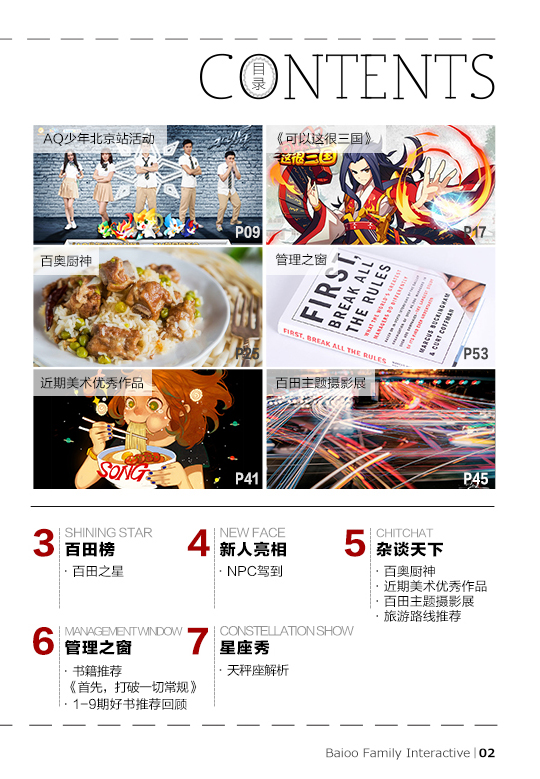 CONTENTS
目录
AQ少年北京站活动
P09
《可以这很三国》
这很三国
P17
百奥厨神
P25
管理之窗
FIRST,
BREAK ALL
THE RULES
WHAT THE WORLD'S GREATEST
MANAGERS DO DIFFERENTLY
FIRST, BREAK ALL THE RULES
MARCUS BUCKINGHAM
& CURT COFFMAN
P53
近期美术优秀作品
SONG
P41
百田主题摄影展
P45
3
SHINING STAR
百田榜
· 百田之星
4
NEW FACE
新人亮相
· NPC驾到
5
CHITCHAT
杂谈天下
· 百奥厨神
· 近期美术优秀作品
· 百田主题摄影展
· 旅游路线推荐
6
MANAGEMENT WINDOW
管理之窗
· 书籍推荐
《首先，打破一切常规》
· 1-9期好书推荐回顾
7
CONSTELLATION SHOW
星座秀
· 天秤座解析
Baioo Family Interactive | 02